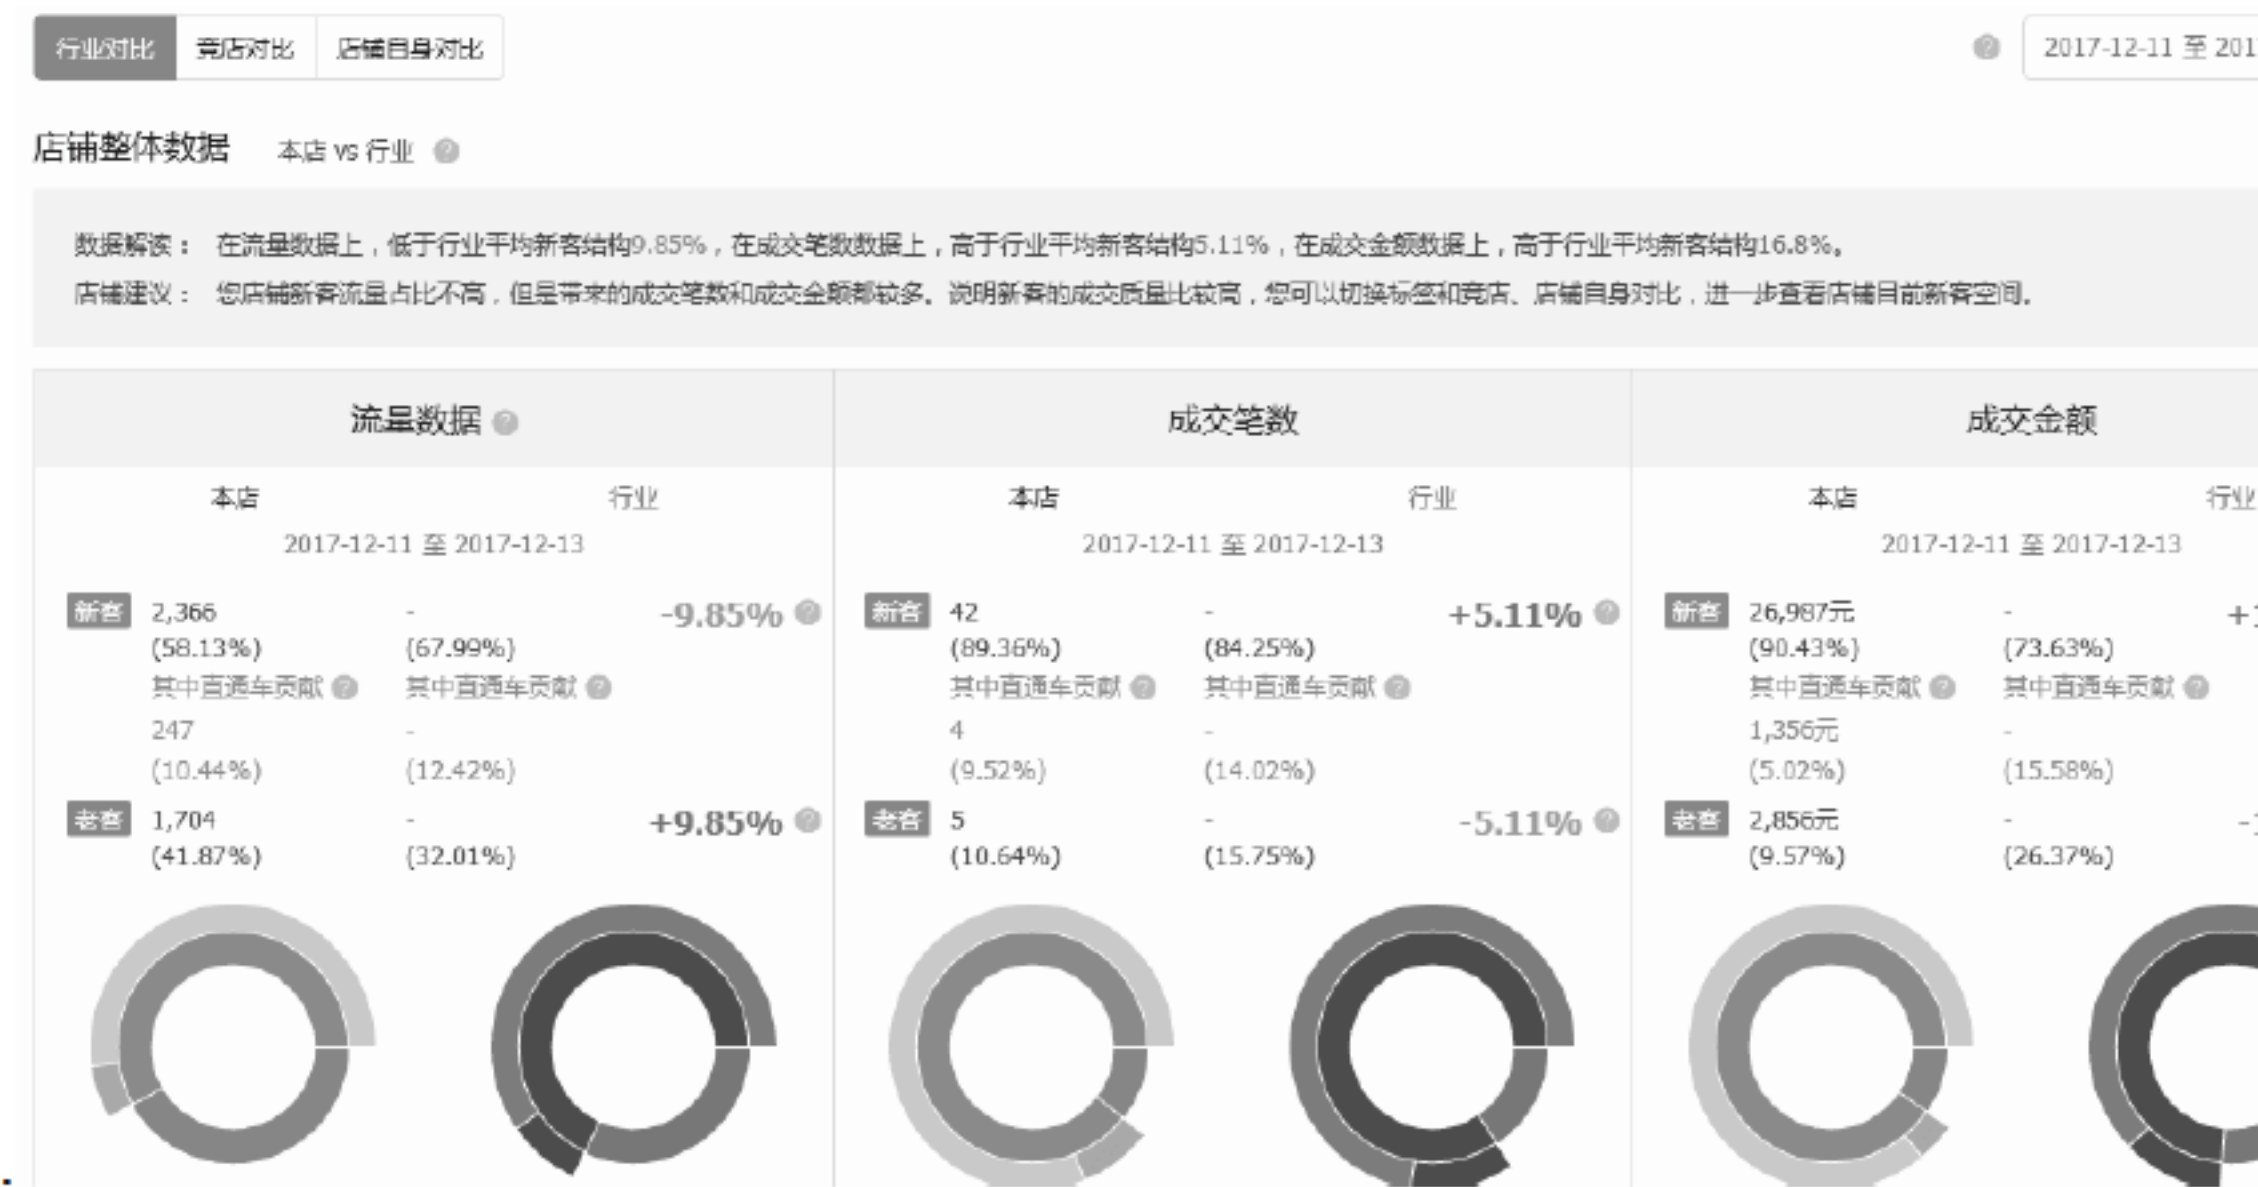 行业对比 竞店对比 店铺自身对比 2017-12-11 至 201
店铺整体数据 本店 vs 行业
数据解读： 在流量数据上，低于行业平均新客结构9.85%，在成交笔数数据上，高于行业平均新客结构5.11%，在成交金额数据上，高于行业平均新客结构16.8%。
店铺建议： 您店铺新客流量占比不高，但是带来的成交笔数和成交金额都较多。说明新客的成交质量比较高，您可以切换标签和竞店、店铺自身对比，进一步查看店铺目前新客空间。
流量数据 成交笔数 成交金额
本店 行业 本店 行业 本店 行业
2017-12-11 至 2017-12-13 2017-12-11 至 2017-12-13 2017-12-11 至 2017-12-13
新客 2,366 - -9.85% 新客 42 - +5.11% 新客 26,987元 - +
(58.13%) (67.99%) (89.36%) (84.25%) (90.43%) (73.63%)
其中直通车贡献 其中直通车贡献 其中直通车贡献 其中直通车贡献 其中直通车贡献 其中直通车贡献
247 - 4 - 1,356元 -
(10.44%) (12.42%) (9.52%) (14.02%) (5.02%) (15.58%)
老客 1,704 - +9.85% 老客 5 - -5.11% 老客 2,856元 - -
(41.87%) (32.01%) (10.64%) (15.75%) (9.57%) (26.37%)